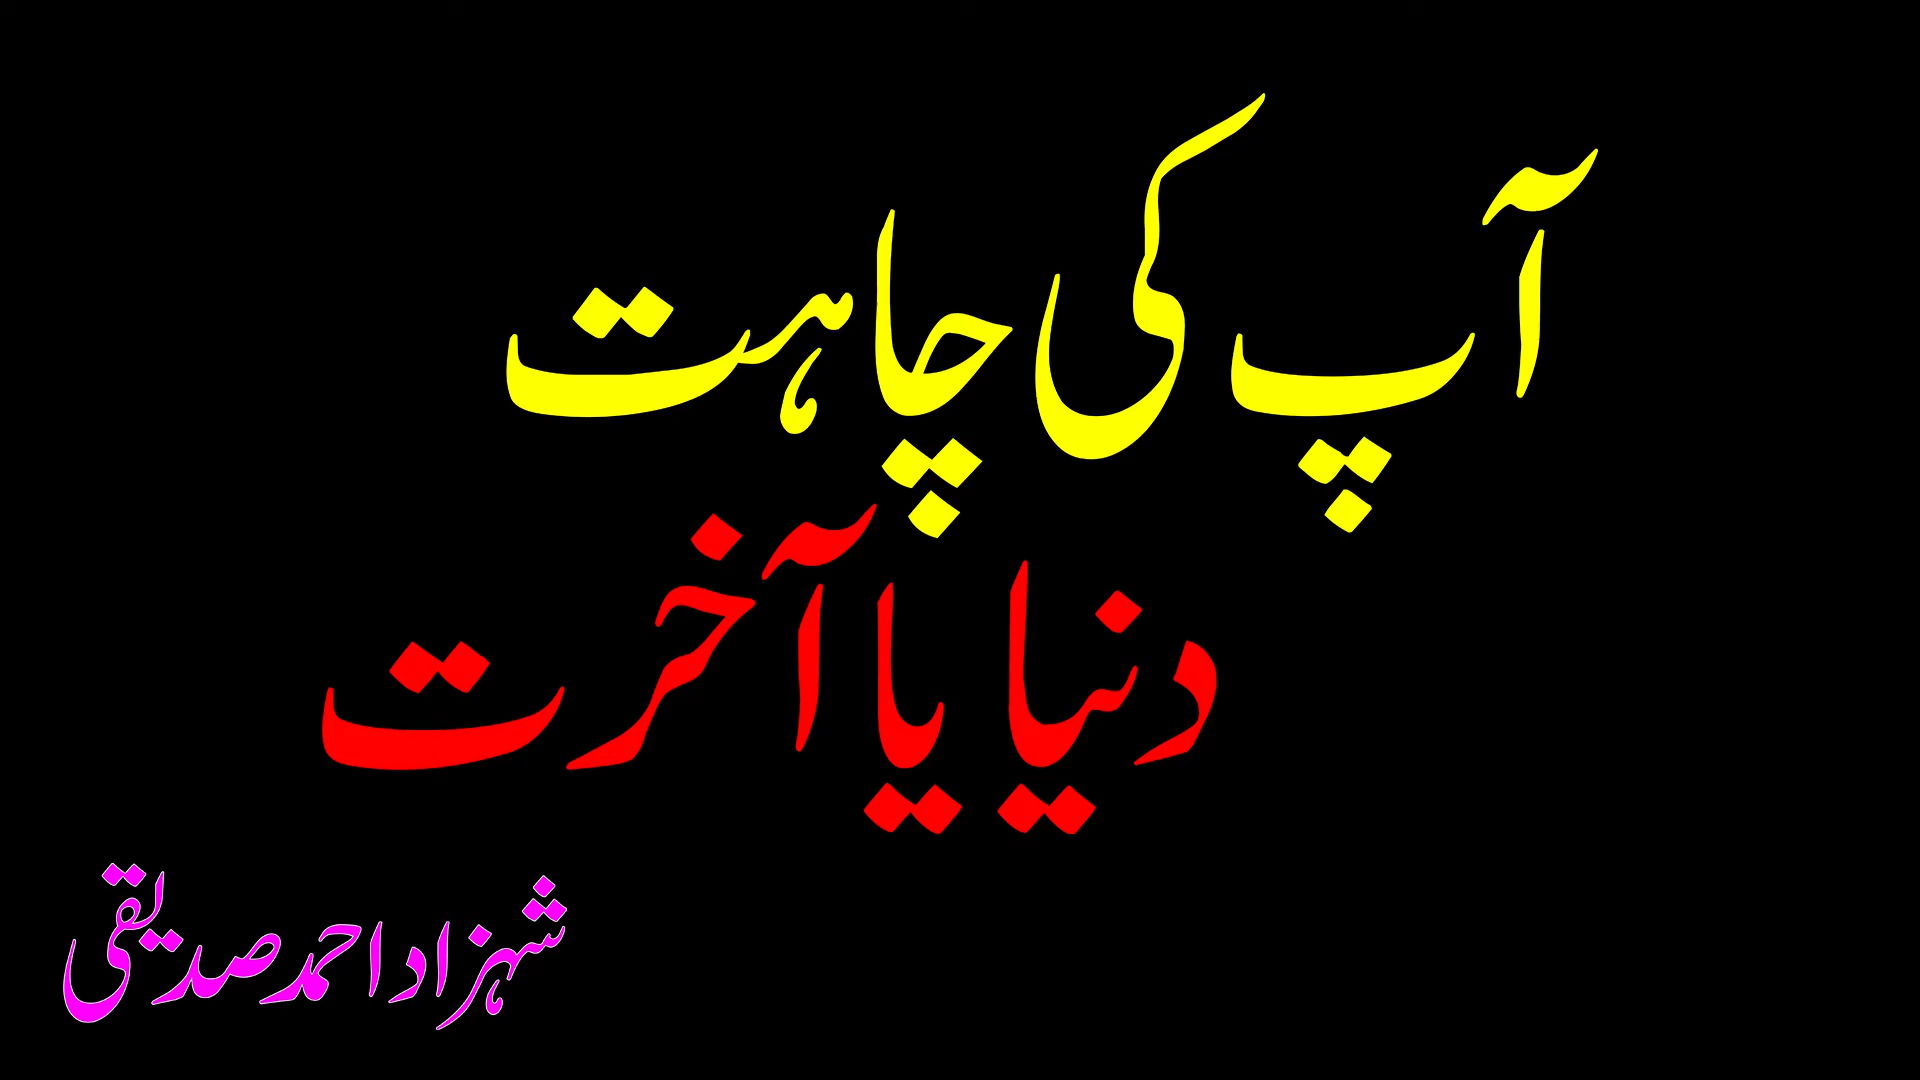 آپ کی چاہت
دنیا یا آخرت
شہزاد احمد صدیقی